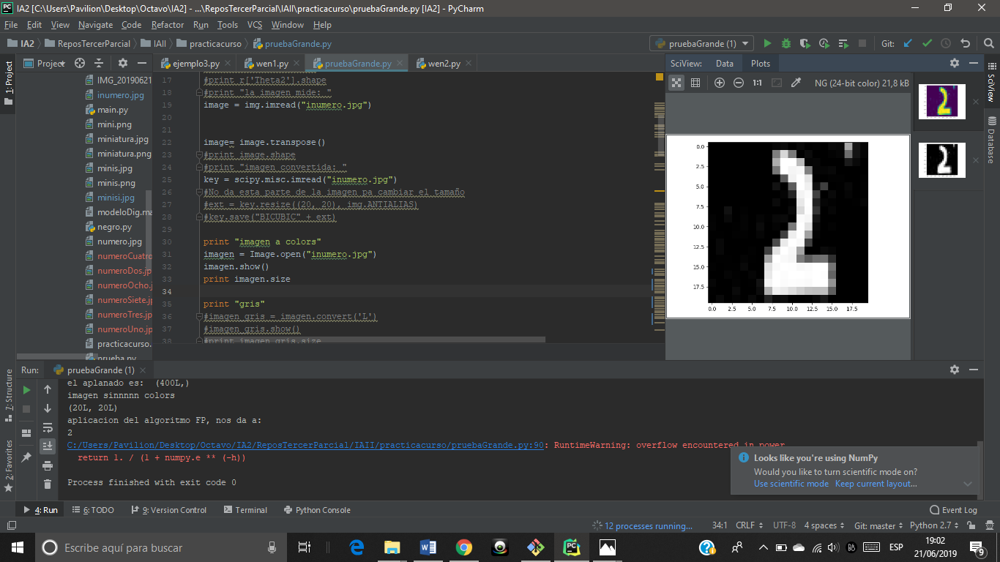 IA2 [C:\Users\Pavilion\Desktop\Octavo\IA2] - ...\ReposTercerParcial\IAII\practicacurso\pruebaGrande.py [IA2] - PyCharm
File Edit View Navigate Code Refactor Run Tools VCS Window Help
IA2 ReposTercerParcial IAII practicacurso pruebaGrande.py
pruebaGrande (1) Git:
1: Project
Project
ejemplo3.py wen1.py pruebaGrande.py wen2.py
SciView: Data Plots
1:1 NG (24-bit color) 21,8 kB
SciView
Database
IMG_20190621
inumero.jpg
main.py
mini.png
miniatura.jpg
miniatura.png
minis.jpg
minis.png
minisi.jpg
modeloDig.ma
negro.py
numero.jpg
numeroCuatro
numeroDos.jp
numeroOcho.j
numeroSiete.jp
numeroTres.jp
numeroUno.jp
practicacurso.
prueba.py
17 #print r['Theta2'].shape
18 #print "la imagen mide: "
19 image = img.imread("inumero.jpg")
20
21
22 image= image.transpose()
23 #print image.shape
24 #print "imagen convertida: "
25 key = scipy.misc.imread("inumero.jpg")
26 #No da esta parte de la imagen pa cambiar el tamaño
27 #ext = key.resize((20, 20), img.ANTIALIAS)
28 #key.save("BICUBIC" + ext)
29
30 print "imagen a colors"
31 imagen = Image.open("inumero.jpg")
32 imagen.show()
33 print imagen.size
34
35 print "gris"
36 #imagen_gris = imagen.convert('L')
37 #imagen_gris.show()
38 #print imagen_gris.size
0.0
2.5
5.0
7.5
10.0
12.5
15.0
17.5
0.0 2.5 5.0 7.5 10.0 12.5 15.0 17.5
Run: pruebaGrande (1)
el aplanado es:  (400L,)
imagen sinnnnn colors
(20L, 20L)
aplicacion del algoritmo FP, nos da a:
2
C:/Users/Pavilion/Desktop/Octavo/IA2/ReposTercerParcial/IAII/practicacurso/pruebaGrande.py:90: RuntimeWarning: overflow encountered in power
return 1. / (1 + numpy.e ** (-h))
Process finished with exit code 0
7: Structure
2: Favorites
Looks like you're using NumPy
Would you like to turn scientific mode on?
Use scientific mode Keep current layout...
4: Run 6: TODO 9: Version Control Terminal Python Console Event Log
12 processes running... 34:1 CRLF UTF-8 4 spaces Git: master Python 2.7
Escribe aquí para buscar
ESP
19:02
21/06/2019
9